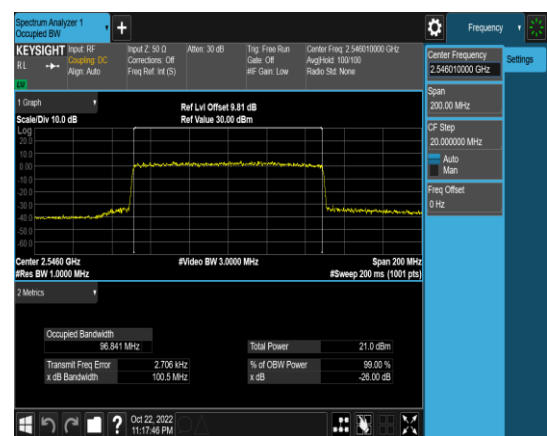 Spectrum Analyzer 1
Occupied BW
+
Frequency
KEYSIGHT
R L
LW
Input: RF
Coupling: DC
Align: Auto
Input Z: 50 Ω
Corrections: Off
Freq Ref: Int (S)
Atten: 30 dB
Trig: Free Run
Gate: Off
#IF Gain: Low
Center Freq: 2.546010000 GHz
Avg|Hold: 100/100
Radio Std: None
Center Frequency
2.546010000 GHz
Settings
Span
200.00 MHz
CF Step
20.000000 MHz
Auto
Man
Freq Offset
0 Hz
1 Graph
Scale/Div 10.0 dB
Ref Lvl Offset 9.81 dB
Ref Value 30.00 dBm
Log
20.0
10.0
0.00
-10.0
-20.0
-30.0
-40.0
-50.0
-60.0
Center 2.5460 GHz
#Video BW 3.0000 MHz
Span 200 MHz
#Res BW 1.0000 MHz
#Sweep 200 ms (1001 pts)
2 Metrics
Occupied Bandwidth
96.841 MHz
Total Power 21.0 dBm
Transmit Freq Error 2.706 kHz
% of OBW Power 99.00 %
x dB Bandwidth 100.5 MHz
x dB -26.00 dB
?
Oct 22, 2022
11:17:46 PM